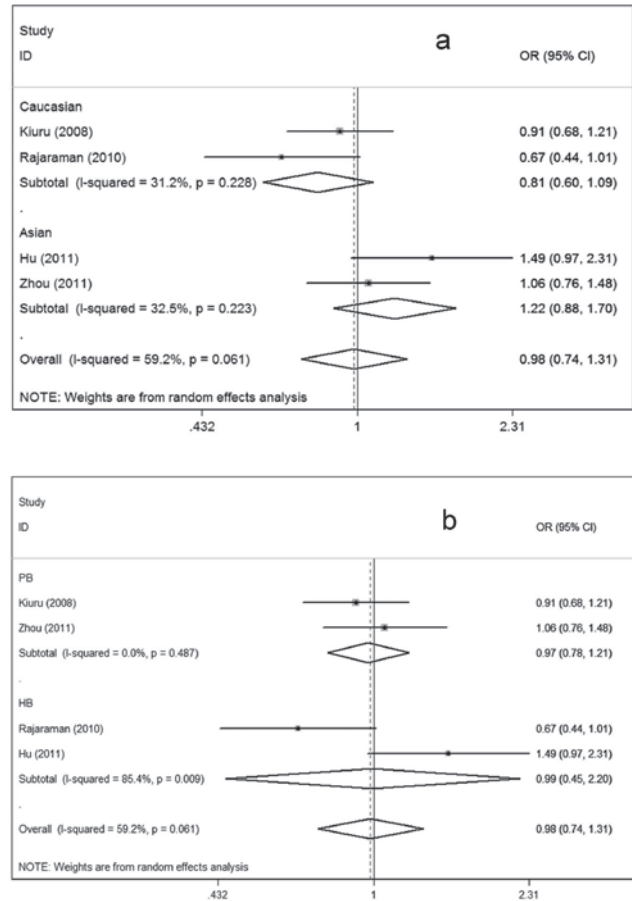 a
Study
ID OR (95% CI)
Caucasian
Kiuru (2008) 0.91 (0.68, 1.21)
Rajaraman (2010) 0.67 (0.44, 1.01)
Subtotal (I-squared = 31.2%, p = 0.228) 0.81 (0.60, 1.09)
.
Asian
Hu (2011) 1.49 (0.97, 2.31)
Zhou (2011) 1.06 (0.76, 1.48)
Subtotal (I-squared = 32.5%, p = 0.223) 1.22 (0.88, 1.70)
.
Overall (I-squared = 59.2%, p = 0.061) 0.98 (0.74, 1.31)
NOTE: Weights are from random effects analysis
.432 1 2.31
b
Study
ID OR (95% CI)
PB
Kiuru (2008) 0.91 (0.68, 1.21)
Zhou (2011) 1.06 (0.76, 1.48)
Subtotal (I-squared = 0.0%, p = 0.487) 0.97 (0.78, 1.21)
.
HB
Rajaraman (2010) 0.67 (0.44, 1.01)
Hu (2011) 1.49 (0.97, 2.31)
Subtotal (I-squared = 85.4%, p = 0.009) 0.99 (0.45, 2.20)
.
Overall (I-squared = 59.2%, p = 0.061) 0.98 (0.74, 1.31)
NOTE: Weights are from random effects analysis
.432 1 2.31